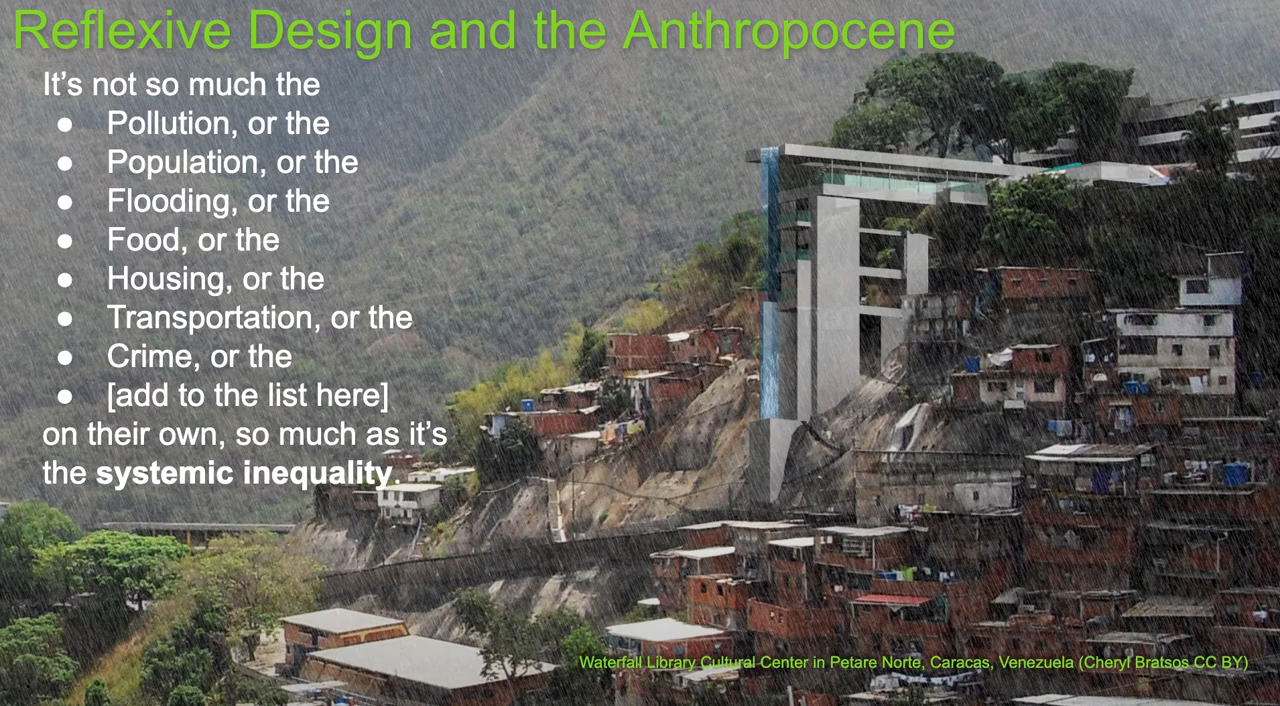 Reflexive Design and the Anthropocene
It’s not so much the
● Pollution, or the
● Population, or the
● Flooding, or the
● Food, or the
● Housing, or the
● Transportation, or the
● Crime, or the
● [add to the list here]
on their own, so much as it’s
the systemic inequality.
Waterfall Library Cultural Center in Petare Norte, Caracas, Venezuela (Cheryl Bratsos CC BY)